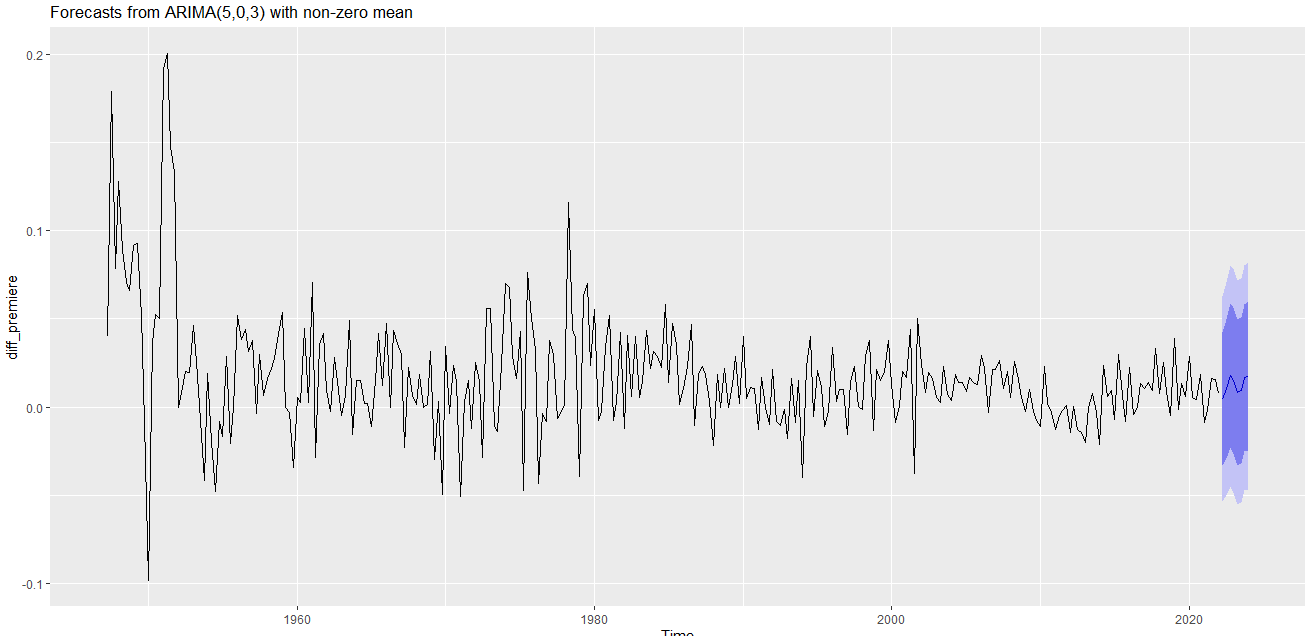 Forecasts from ARIMA(5,0,3) with non-zero mean
diff_premiere
0.2
0.1
0.0
-0.1
1960 1980 2000 2020
Time